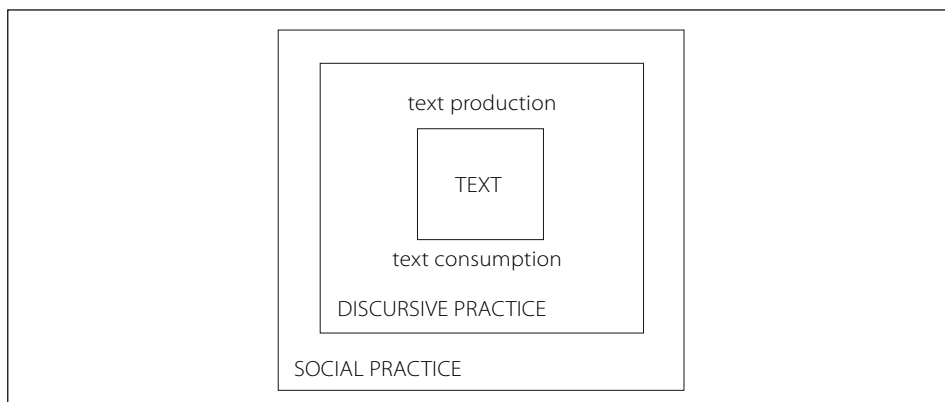 text production
TEXT
text consumption
DISCURSIVE PRACTICE
SOCIAL PRACTICE